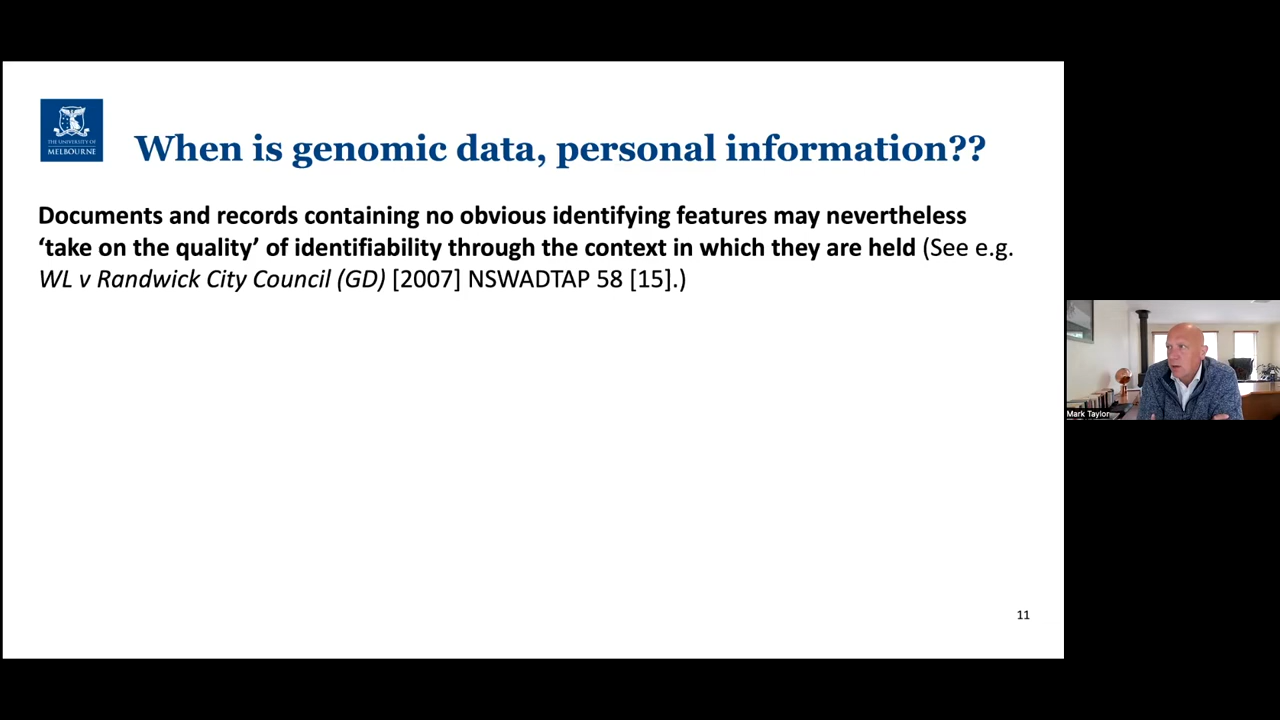 THE UNIVERSITY OF
MELBOURNE
When is genomic data, personal information??
Documents and records containing no obvious identifying features may nevertheless
‘take on the quality’ of identifiability through the context in which they are held (See e.g.
WL v Randwick City Council (GD) [2007] NSWADTAP 58 [15].)
11
Mark Taylor